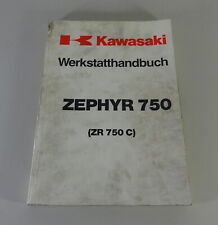 Kawasaki
Werkstatthandbuch
ZEPHYR 750
(ZR 750 C)